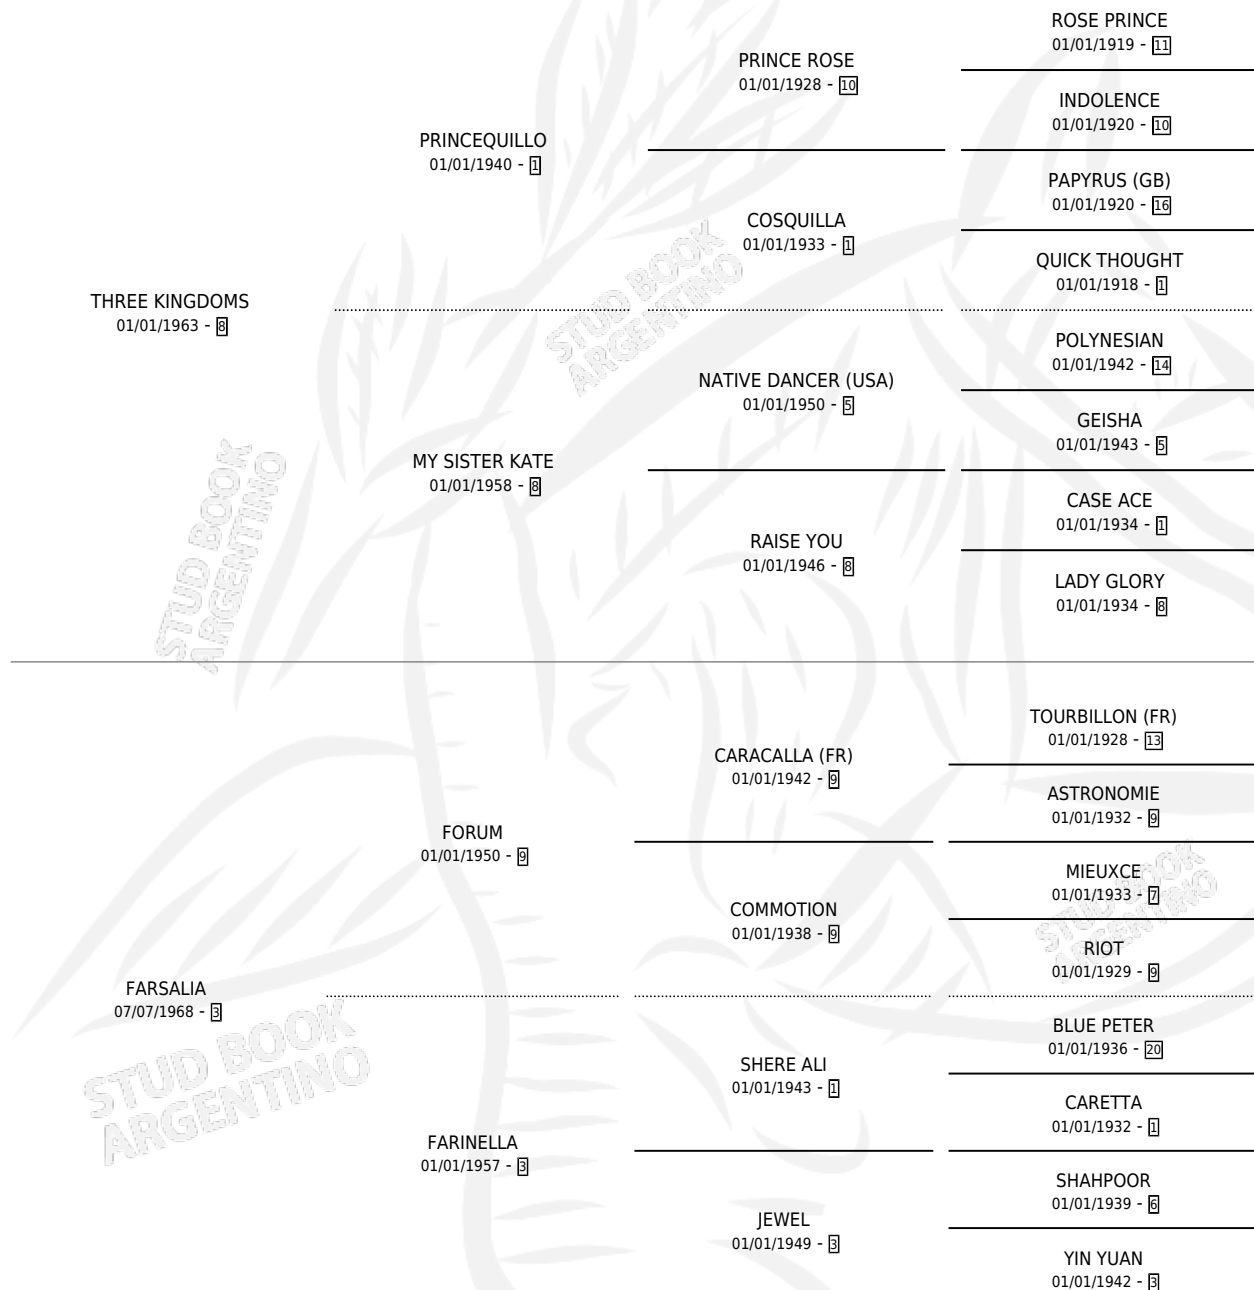 ROSE PRINCE
01/01/1919 - 11
PRINCE ROSE
01/01/1928 - 10
INDOLENCE
01/01/1920 - 10
PRINCEQUILLO
01/01/1940 - 1
PAPYRUS (GB)
01/01/1920 - 16
COSQUILLA
01/01/1933 - 1
QUICK THOUGHT
01/01/1918 - 1
THREE KINGDOMS
01/01/1963 - 8
POLYNESIAN
01/01/1942 - 14
NATIVE DANCER (USA)
01/01/1950 - 5
GEISHA
01/01/1943 - 5
MY SISTER KATE
01/01/1958 - 8
CASE ACE
01/01/1934 - 1
RAISE YOU
01/01/1946 - 8
LADY GLORY
01/01/1934 - 8
TOURBILLON (FR)
01/01/1928 - 13
CARACALLA (FR)
01/01/1942 - 9
ASTRONOMIE
01/01/1932 - 9
FORUM
01/01/1950 - 9
MIEUXCE
01/01/1933 - 7
COMMOTION
01/01/1938 - 9
RIOT
01/01/1929 - 9
FARSALIA
07/07/1968 - 3
BLUE PETER
01/01/1936 - 20
SHERE ALI
01/01/1943 - 1
CARETTA
01/01/1932 - 1
FARINELLA
01/01/1957 - 3
SHAHPOOR
01/01/1939 - 6
JEWEL
01/01/1949 - 3
YIN YUAN
01/01/1942 - 3
STUD BOOK
ARGENTINO
STUD BOOK
ARGENTINO
STUD BOOK
ARGENTINO
STUD BOOK
ARGENTINO